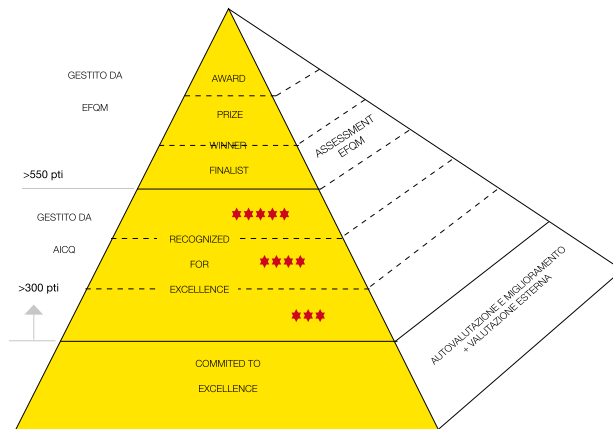 GESTITO DA
EFQM
>550 pti
GESTITO DA
AICQ
>300 pti
AWARD
PRIZE
WINNER
FINALIST
RECOGNIZED
FOR
EXCELLENCE
COMMITED TO
EXCELLENCE
ASSESSMENT
EFQM
AUTOVALUTAZIONE E MIGLIORAMENTO
+ VALUTAZIONE ESTERNA